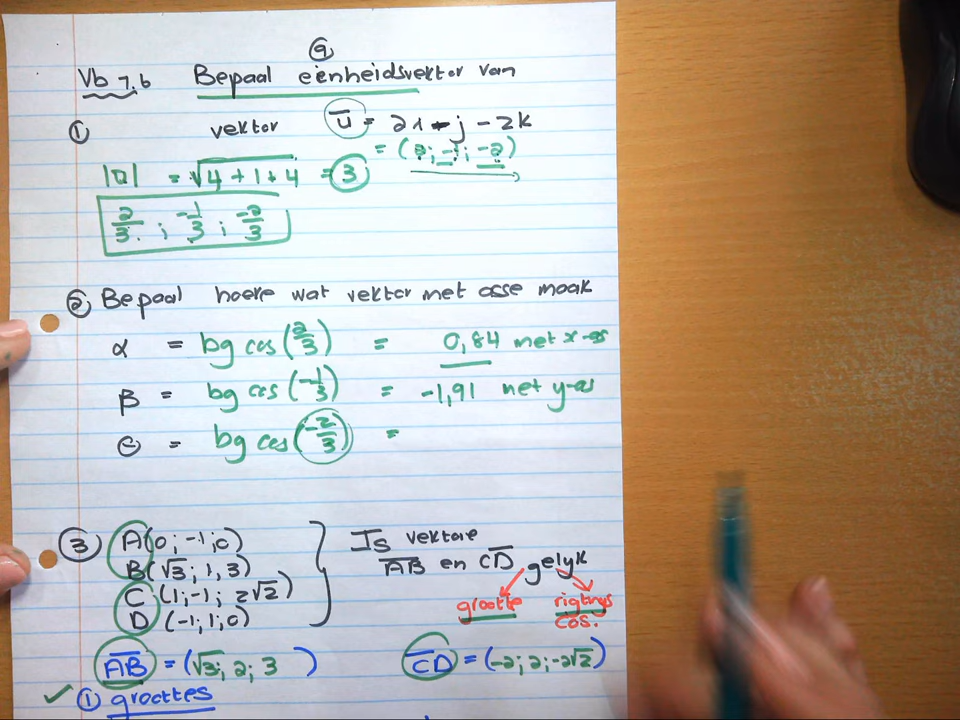 9
Vb 7.6 Bepaal eenheidsvektor van
① vektor u̅ = 2i - j - 2k
= (2; -1; -2)
|u̅| = √4 + 1 + 4 = 3
2/3 ; -1/3 ; -2/3
② Bepaal hoeke wat vektor met asse maak
α = bg cos (2/3) = 0,84 met x-as
β = bg cos (-1/3) = -1,91 met y-as
Θ = bg cos (-2/3) =
③ A(0; -1; 0)
B(√3; 1, 3)
C (1; -1; 2√2)
D (-1; 1; 0)
Is vektore
A̅B̅ en C̅D̅ gelyk
grootte rigtings
cos.
A̅B̅ = (√3; 2; 3 ) C̅D̅ = (-2; 2; -2√2)
✓ ① groottes